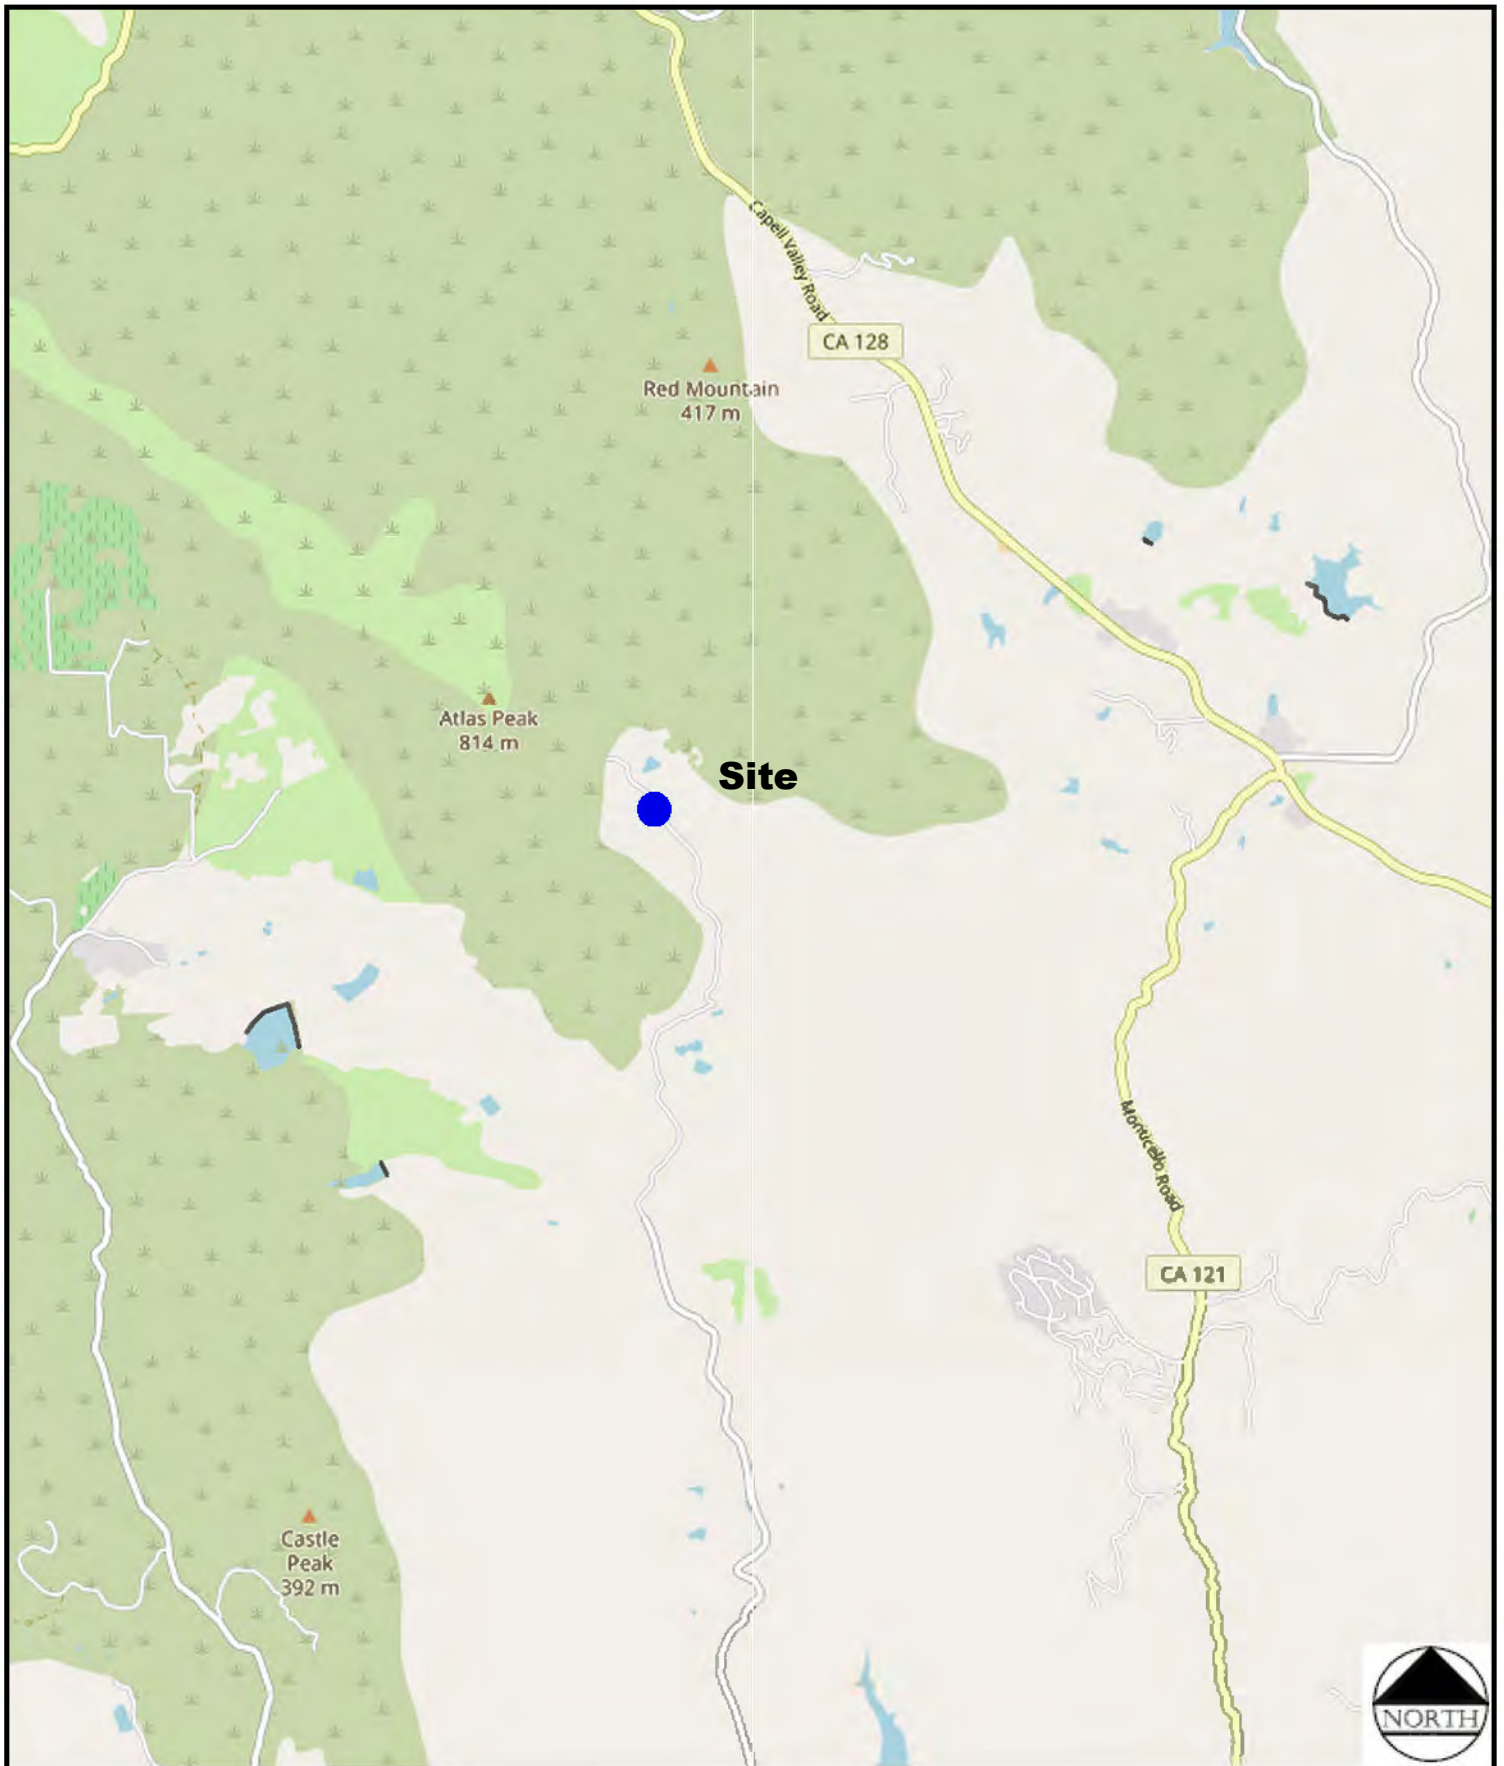 Capell Valley Road
CA 128
Red Mountain
417 m
Atlas Peak
814 m
Site
Monticello Road
CA 121
Castle
Peak
392 m
NORTH